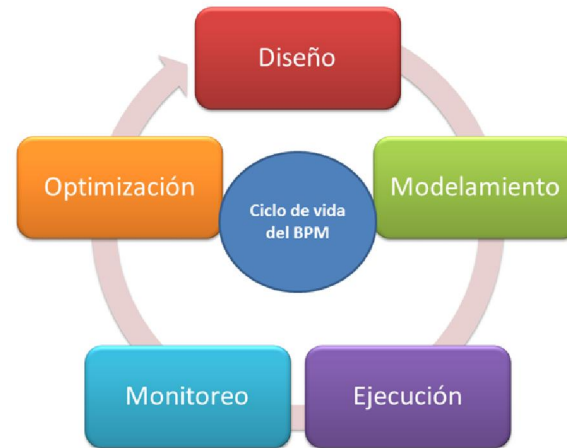 Diseño
Optimización
Ciclo de vida
del BPM
Modelamiento
Monitoreo
Ejecución